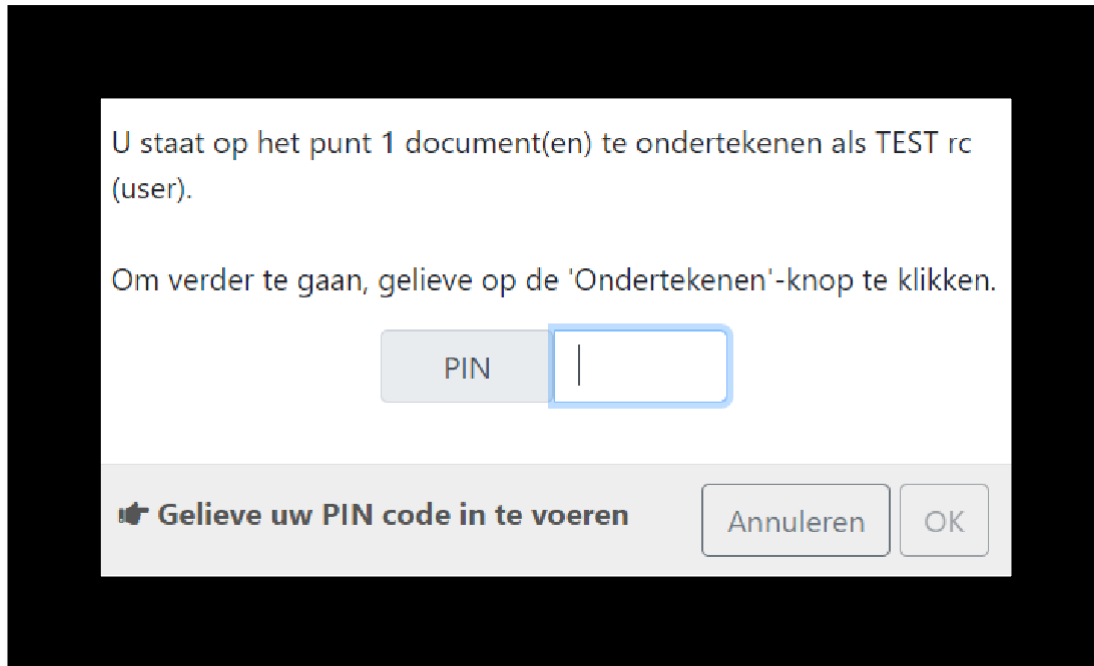 U staat op het punt 1 document(en) te ondertekenen als TEST rc
(user).
Om verder te gaan, gelieve op de 'Ondertekenen'-knop te klikken.
PIN
Gelieve uw PIN code in te voeren
Annuleren
OK